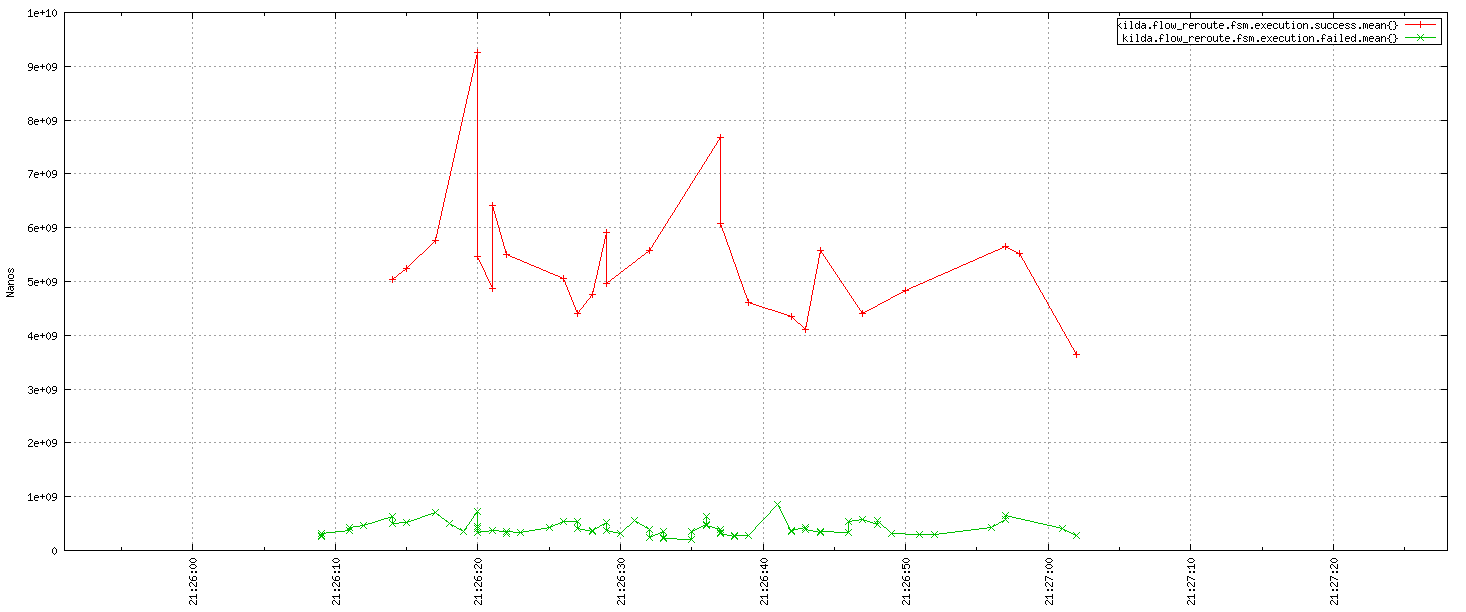 1e+10
kilda.flow_reroute.fsm.execution.success.mean{}
kilda.flow_reroute.fsm.execution.failed.mean{}
9e+09
8e+09
7e+09
6e+09
5e+09
Nanos
4e+09
3e+09
2e+09
1e+09
0
21:26:00
21:26:10
21:26:20
21:26:30
21:26:40
21:26:50
21:27:00
21:27:10
21:27:20